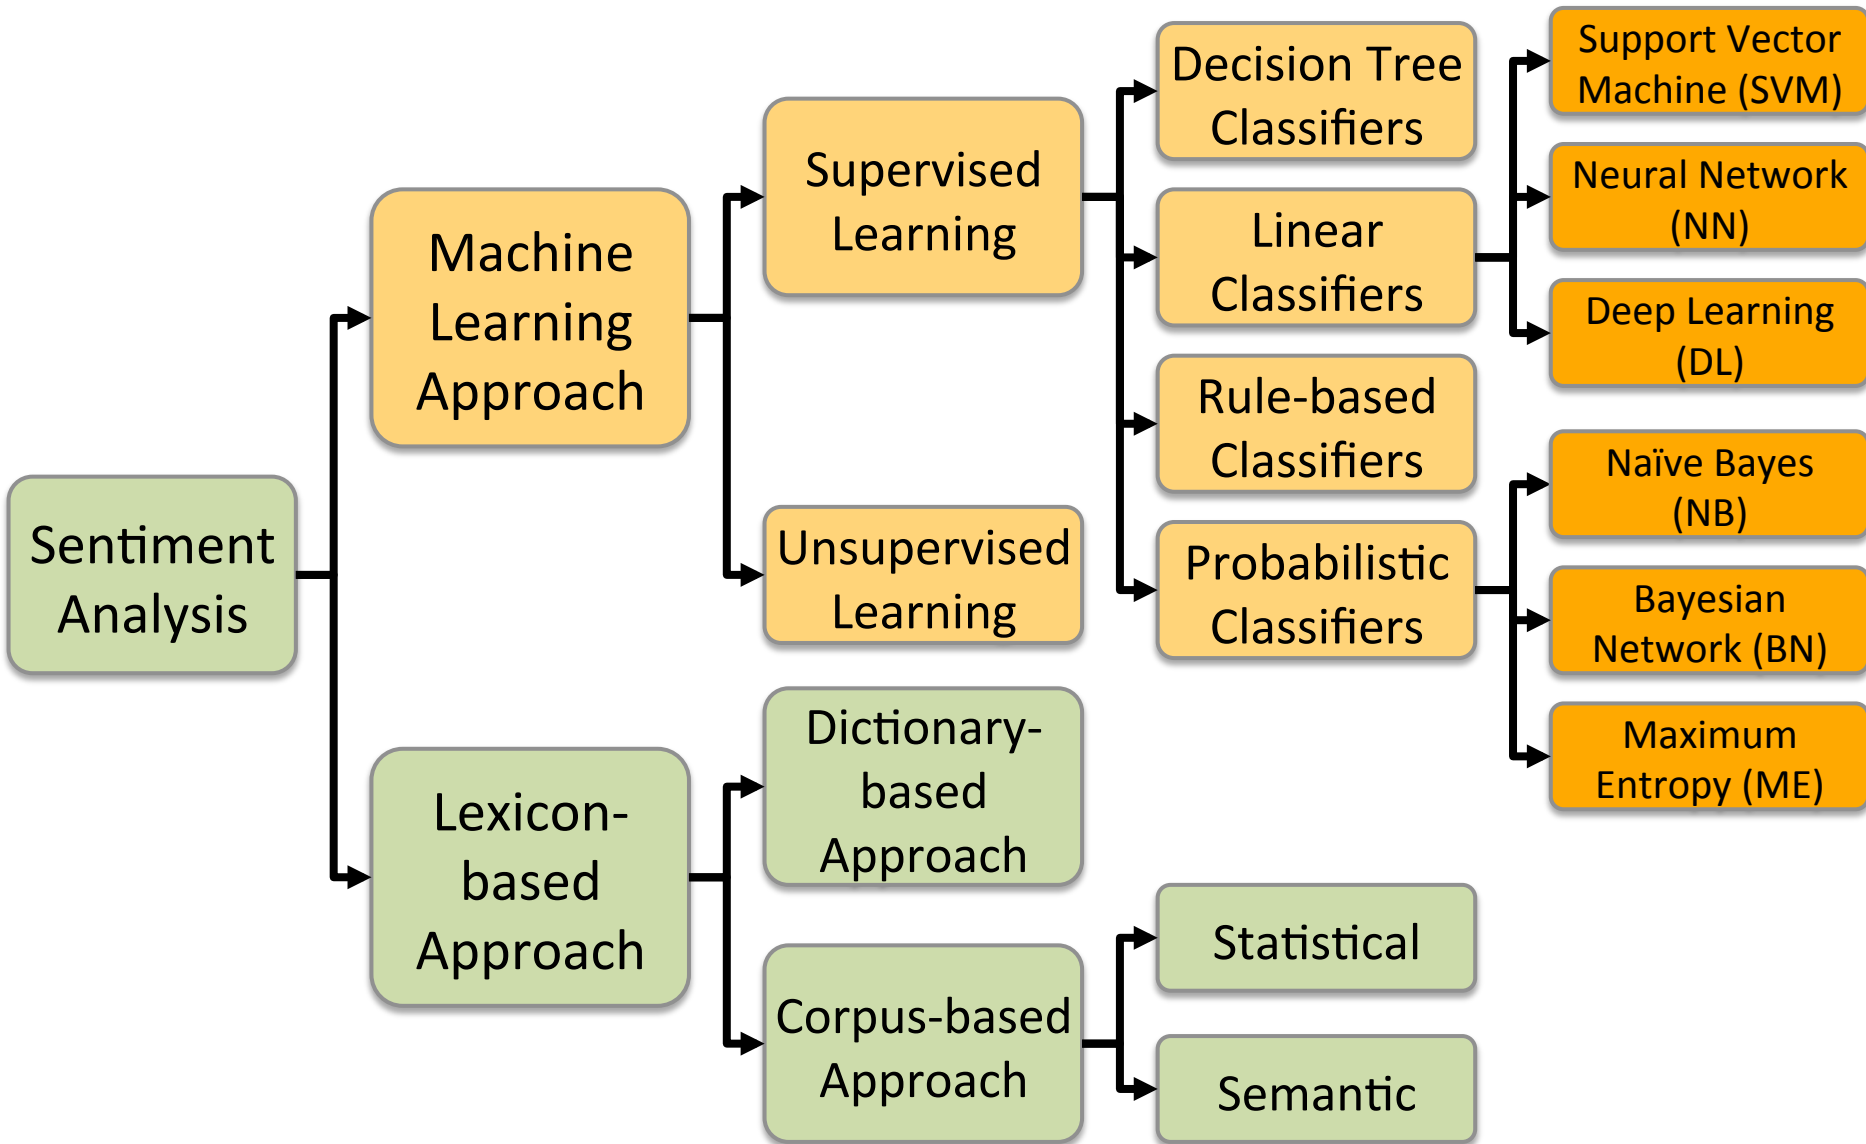 Sentiment
Analysis
Machine
Learning
Approach
Lexicon-
based
Approach
Supervised
Learning
Unsupervised
Learning
Dictionary-
based
Approach
Corpus-based
Approach
Decision Tree
Classifiers
Linear
Classifiers
Rule-based
Classifiers
Probabilistic
Classifiers
Statistical
Semantic
Support Vector
Machine (SVM)
Neural Network
(NN)
Deep Learning
(DL)
Naïve Bayes
(NB)
Bayesian
Network (BN)
Maximum
Entropy (ME)